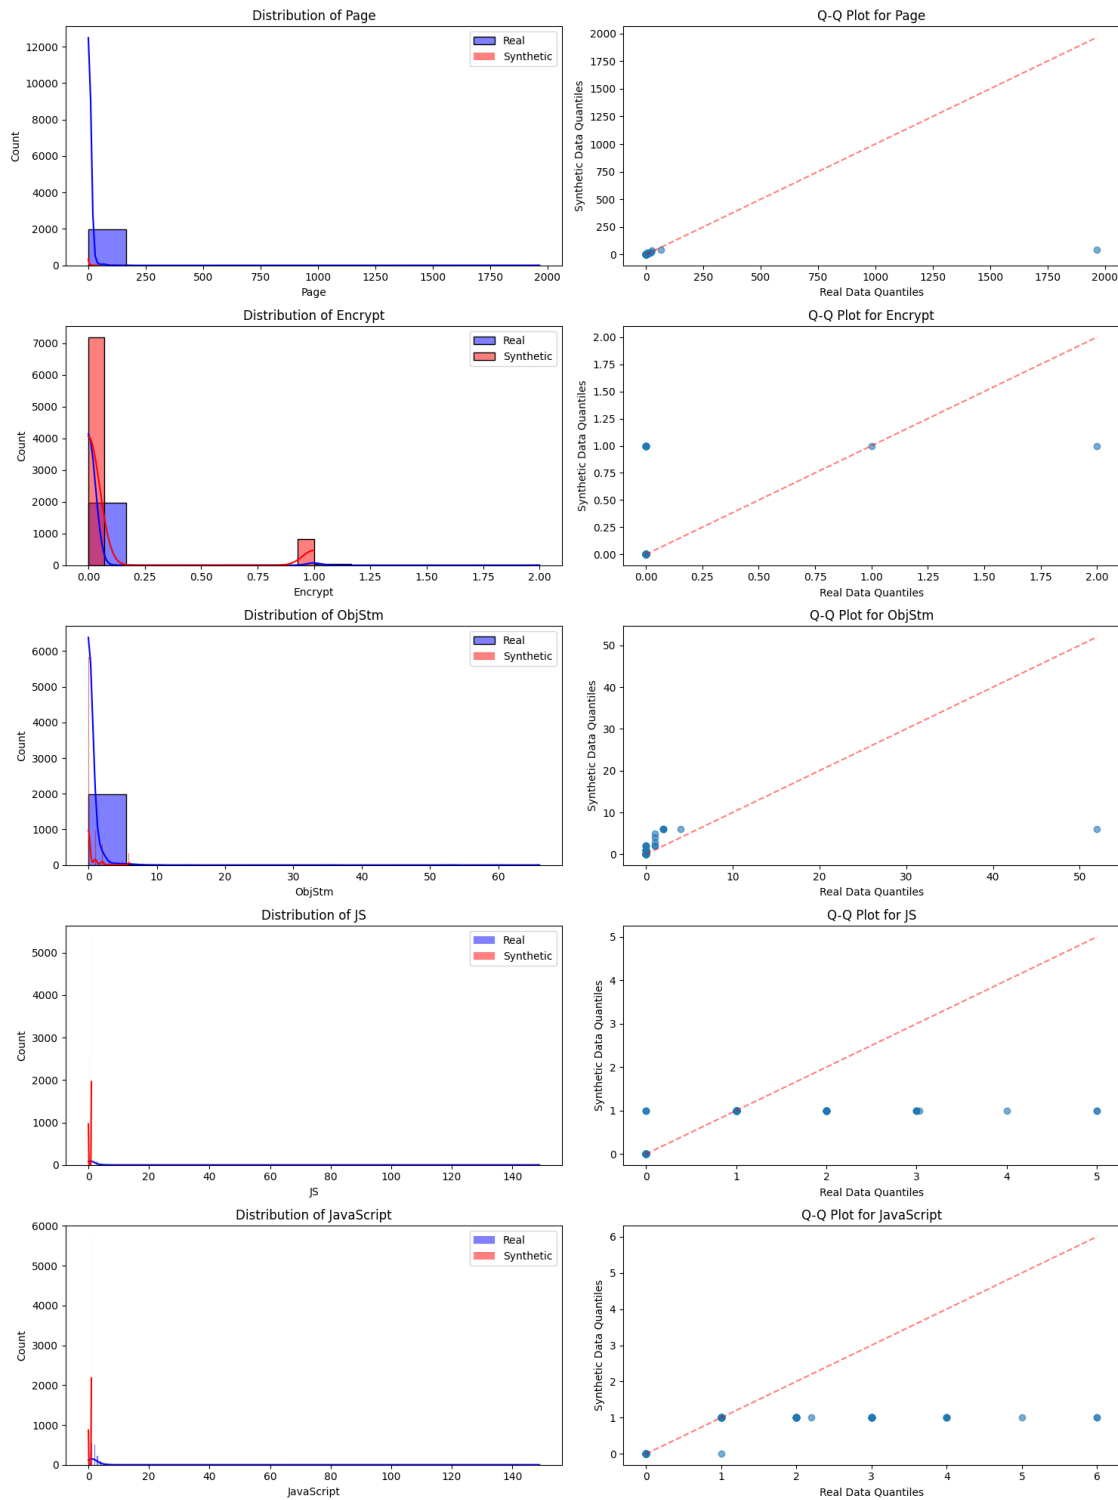 Distribution of Page
Q-Q Plot for Page
12000
10000
8000
6000
4000
2000
0
Count
Real
Synthetic
0 250 500 750 1000 1250 1500 1750 2000
Page
2000
1750
1500
1250
1000
750
500
250
0
Synthetic Data Quantiles
0 250 500 750 1000 1250 1500 1750 2000
Real Data Quantiles
Distribution of Encrypt
Q-Q Plot for Encrypt
7000
6000
5000
4000
3000
2000
1000
0
Count
Real
Synthetic
0.00 0.25 0.50 0.75 1.00 1.25 1.50 1.75 2.00
Encrypt
2.00
1.75
1.50
1.25
1.00
0.75
0.50
0.25
0.00
Synthetic Data Quantiles
0.00 0.25 0.50 0.75 1.00 1.25 1.50 1.75 2.00
Real Data Quantiles
Distribution of ObjStm
Q-Q Plot for ObjStm
6000
5000
4000
3000
2000
1000
0
Count
Real
Synthetic
0 10 20 30 40 50 60
ObjStm
50
40
30
20
10
0
Synthetic Data Quantiles
0 10 20 30 40 50
Real Data Quantiles
Distribution of JS
Q-Q Plot for JS
5000
4000
3000
2000
1000
0
Count
Real
Synthetic
0 20 40 60 80 100 120 140
JS
5
4
3
2
1
0
Synthetic Data Quantiles
0 1 2 3 4 5
Real Data Quantiles
Distribution of JavaScript
Q-Q Plot for JavaScript
6000
5000
4000
3000
2000
1000
0
Count
Real
Synthetic
0 20 40 60 80 100 120 140
JavaScript
6
5
4
3
2
1
0
Synthetic Data Quantiles
0 1 2 3 4 5 6
Real Data Quantiles